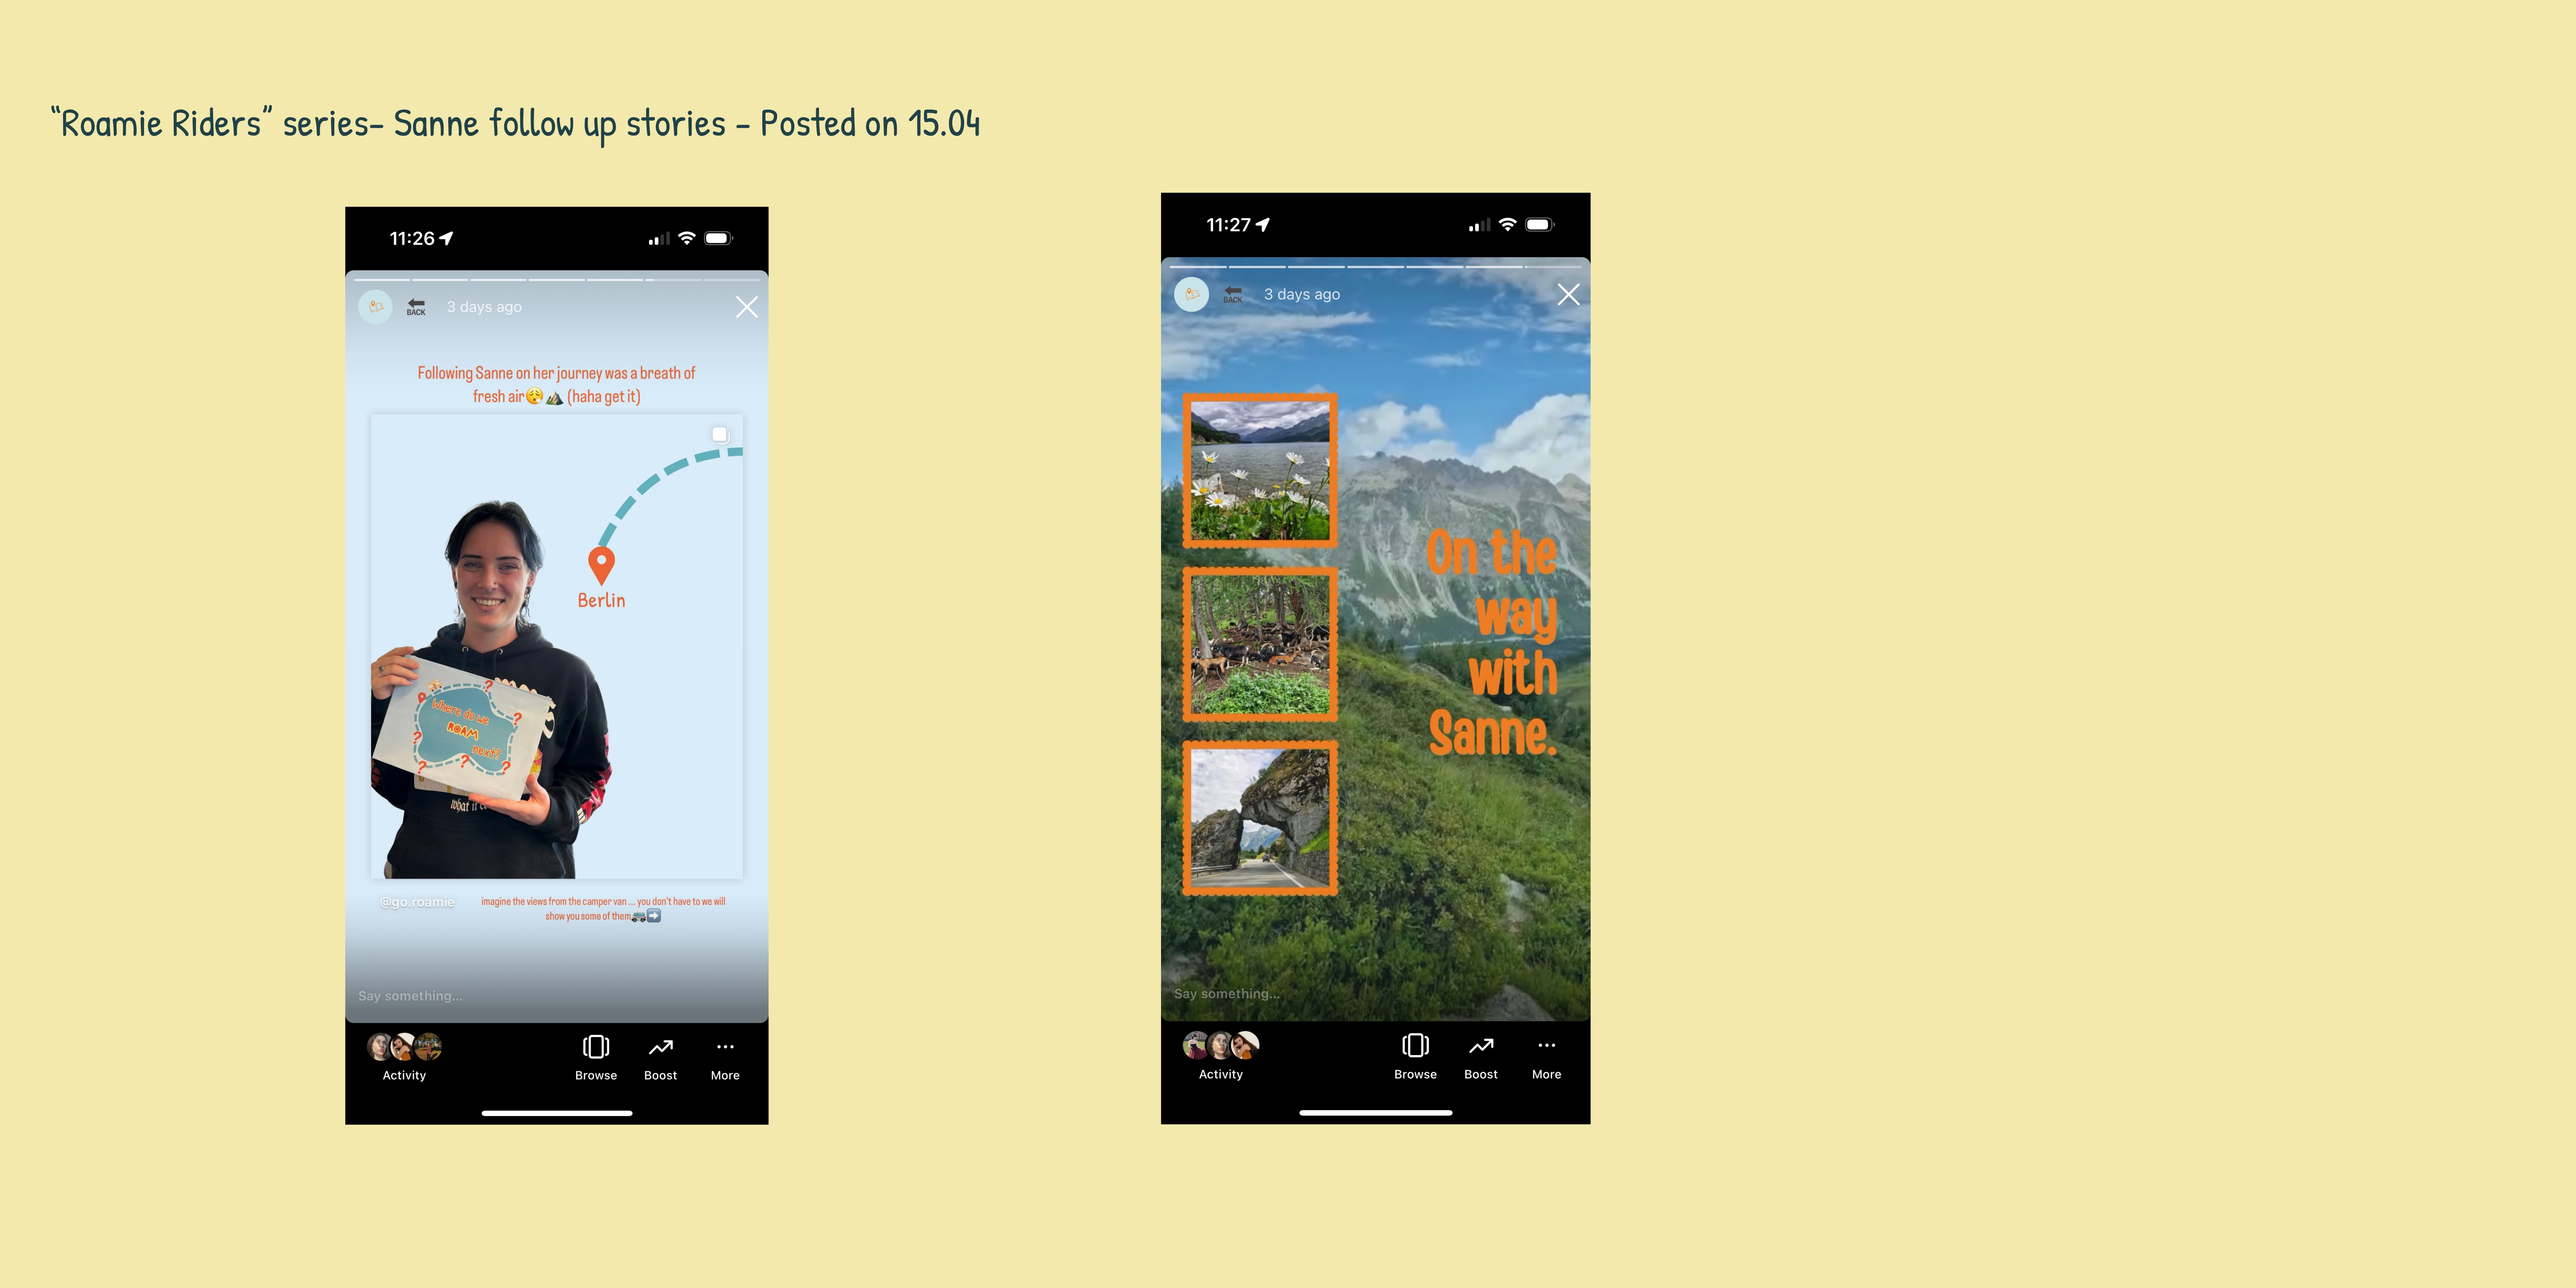 “Roamie Riders” series– Sanne follow up stories – Posted on 15.04
11:26
BACK
3 days ago
Following Sanne on her journey was a breath of
fresh air😮‍💨⛰️ (haha get it)
Berlin
Where do we
ROAM
next?
? ? ? ? ? ?
what it
@go.roamie
imagine the views from the camper van ... you don't have to we will
show you some of them🚐➡️
Say something...
Activity
Browse
Boost
More
11:27
BACK
3 days ago
On the
way
with
Sanne.
Say something...
Activity
Browse
Boost
More